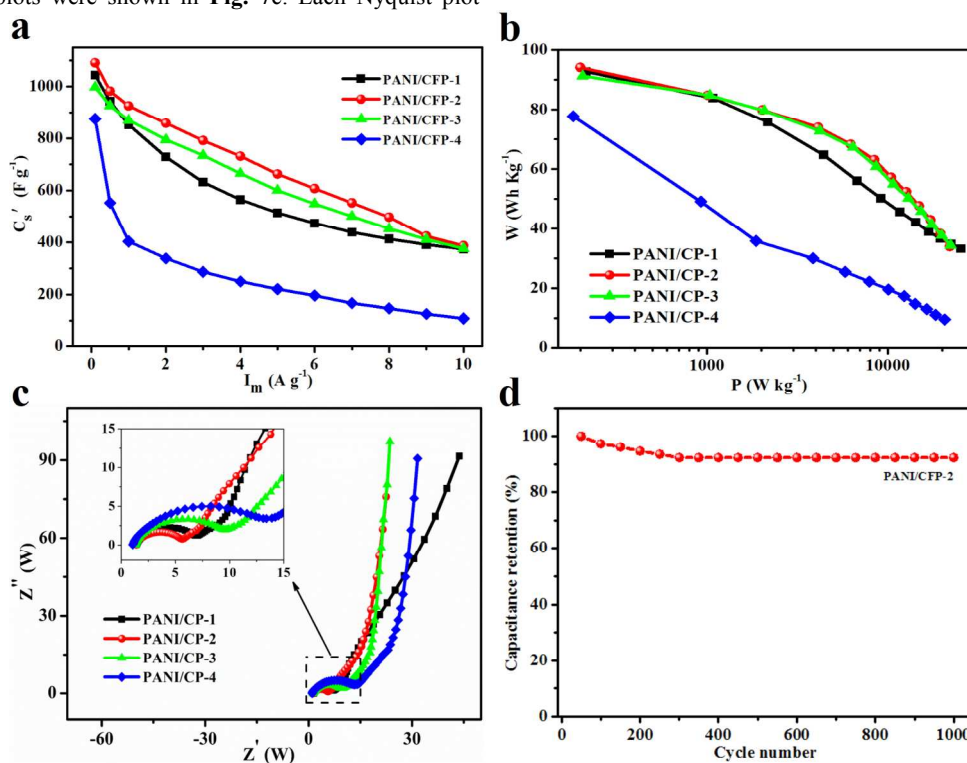 plots were shown in Fig. 7c. Each Nyquist plot
a
1000
800
600
400
200
0
Cs' (F g-1)
PANI/CFP-1
PANI/CFP-2
PANI/CFP-3
PANI/CFP-4
0 2 4 6 8 10
Im (A g-1)
b
100
80
60
40
20
0
W (Wh Kg-1)
PANI/CP-1
PANI/CP-2
PANI/CP-3
PANI/CP-4
1000 10000
P (W kg-1)
c
90
60
30
0
Z'' (W)
15
10
5
0
0 5 10 15
PANI/CP-1
PANI/CP-2
PANI/CP-3
PANI/CP-4
-60 -30 0 30
Z' (W)
d
100
80
60
40
20
0
Capacitance retention (%)
PANI/CFP-2
0 200 400 600 800 1000
Cycle number